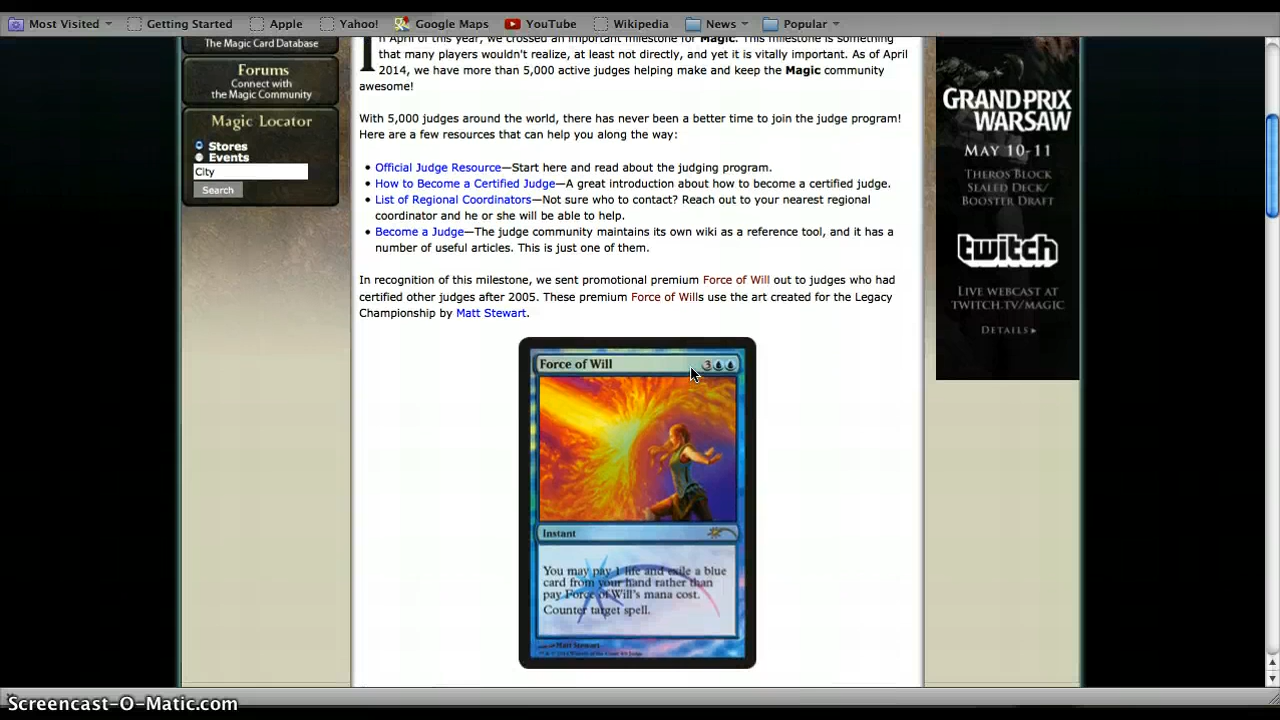 Most Visited Getting Started Apple Yahoo! Google Maps YouTube Wikipedia News Popular
The Magic Card Database
Forums
Connect with
the Magic Community
Magic Locator
Stores
Events
City
Search
In April of this year, we crossed an important milestone for Magic. This milestone is something
that many players wouldn't realize, at least not directly, and yet it is vitally important. As of April
2014, we have more than 5,000 active judges helping make and keep the Magic community
awesome!
With 5,000 judges around the world, there has never been a better time to join the judge program!
Here are a few resources that can help you along the way:
• Official Judge Resource—Start here and read about the judging program.
• How to Become a Certified Judge—A great introduction about how to become a certified judge.
• List of Regional Coordinators—Not sure who to contact? Reach out to your nearest regional
coordinator and he or she will be able to help.
• Become a Judge—The judge community maintains its own wiki as a reference tool, and it has a
number of useful articles. This is just one of them.
In recognition of this milestone, we sent promotional premium Force of Will out to judges who had
certified other judges after 2005. These premium Force of Wills use the art created for the Legacy
Championship by Matt Stewart.
Force of Will 3
Instant
You may pay 1 life and exile a blue
card from your hand rather than
pay Force of Will's mana cost.
Counter target spell.
Matt Stewart
GRAND PRIX
WARSAW
MAY 10-11
THEROS BLOCK
SEALED DECK/
BOOSTER DRAFT
twitch
LIVE WEBCAST AT
TWITCH.TV/MAGIC
DETAILS
Screencast-O-Matic.com